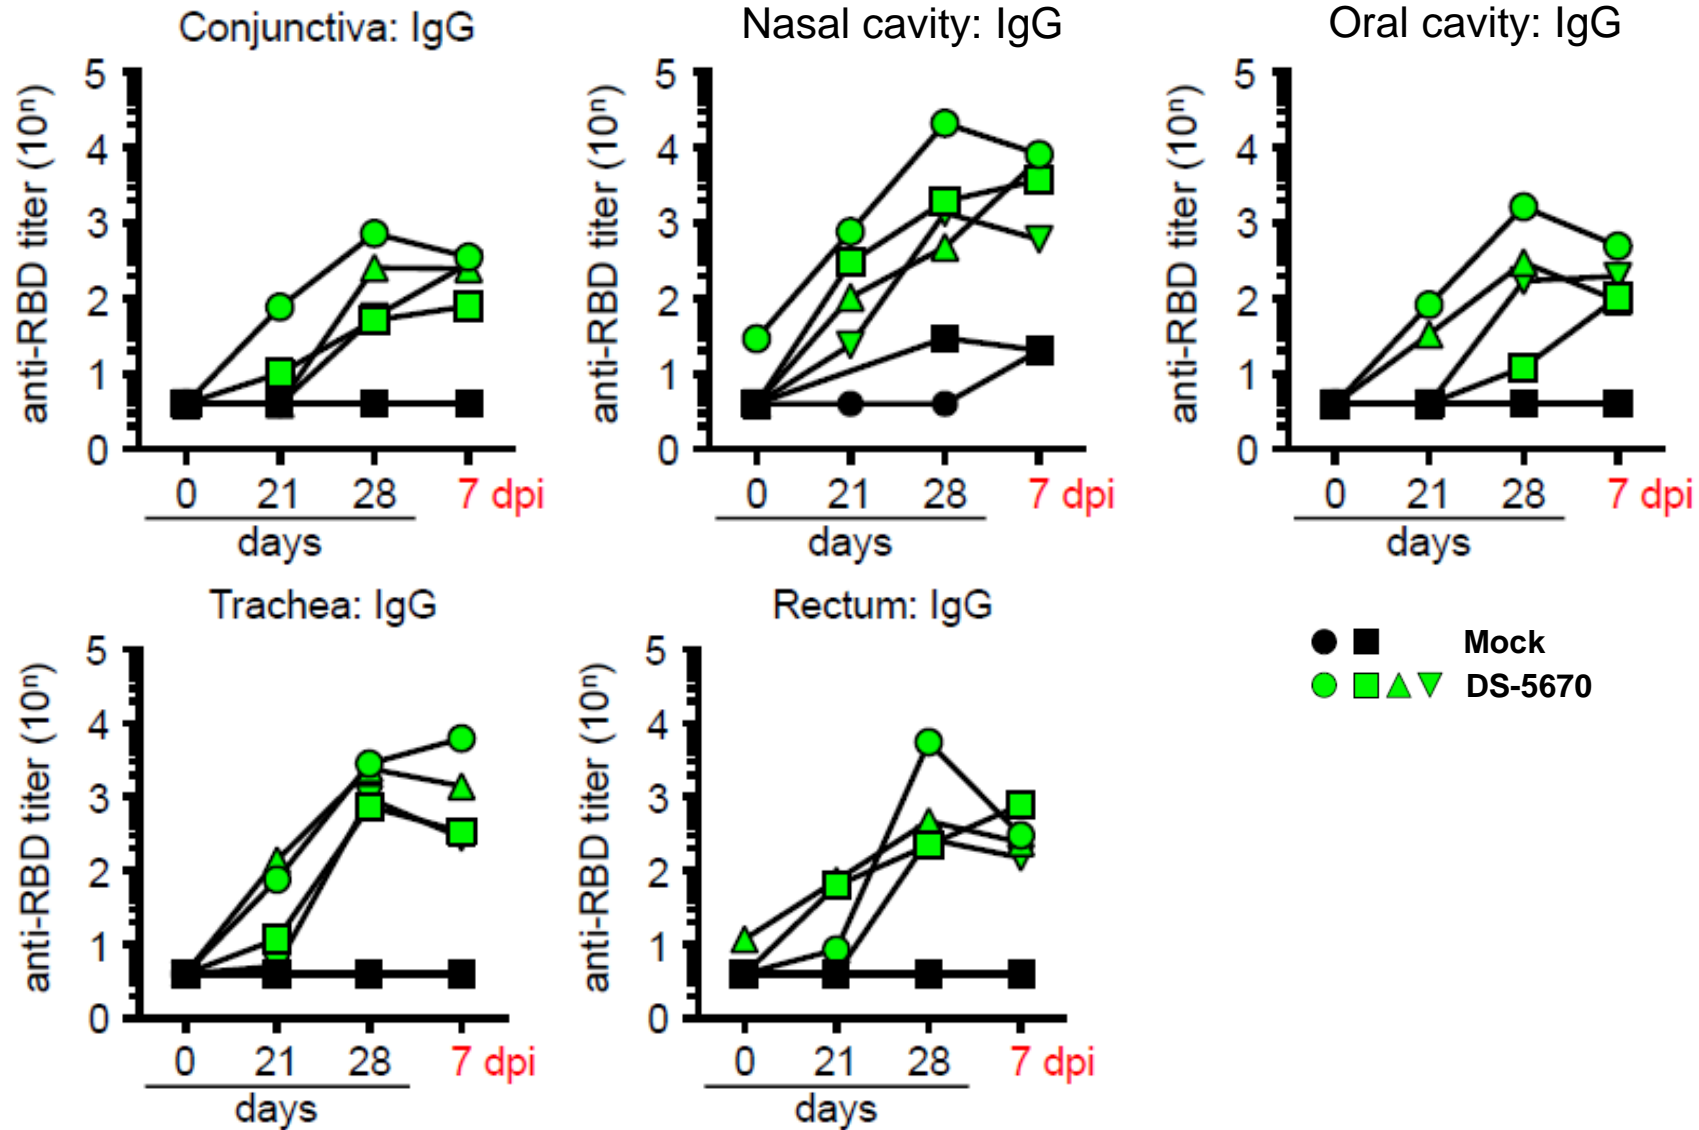 Conjunctiva: IgG
Nasal cavity: IgG
Oral cavity: IgG
anti-RBD titer (10ⁿ)
5
4
3
2
1
0
0 21 28 7 dpi
days
anti-RBD titer (10ⁿ)
5
4
3
2
1
0
0 21 28 7 dpi
days
anti-RBD titer (10ⁿ)
5
4
3
2
1
0
0 21 28 7 dpi
days
Trachea: IgG
Rectum: IgG
anti-RBD titer (10ⁿ)
5
4
3
2
1
0
0 21 28 7 dpi
days
anti-RBD titer (10ⁿ)
5
4
3
2
1
0
0 21 28 7 dpi
days
Mock
DS-5670